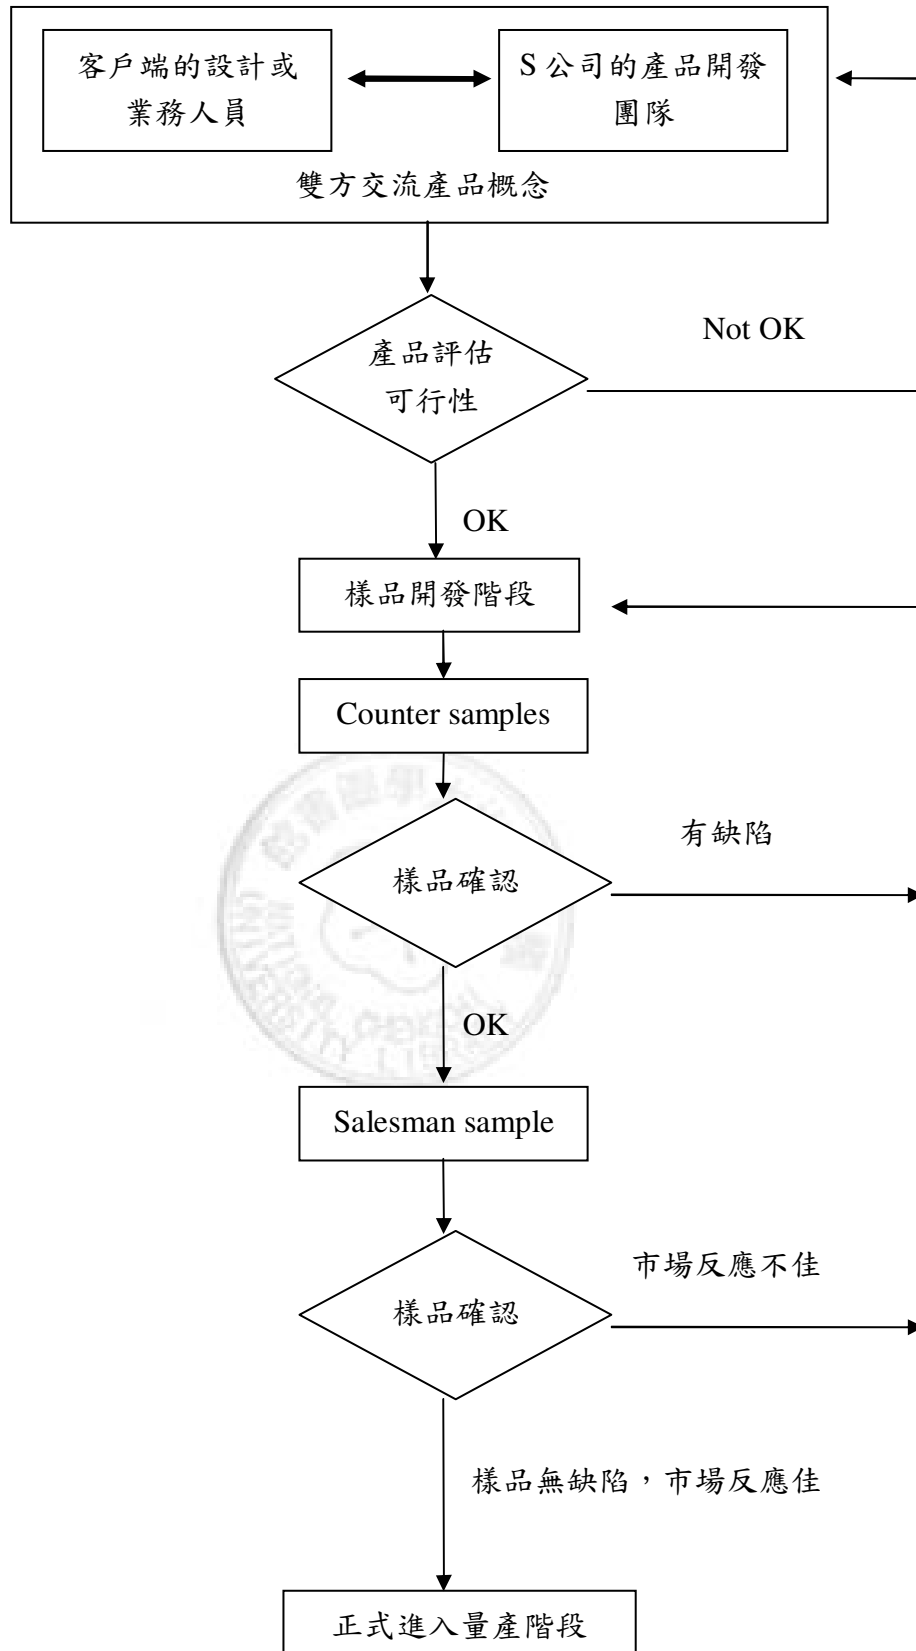 客戶端的設計或
業務人員
S 公司的產品開發
團隊
雙方交流產品概念
產品評估
可行性
Not OK
OK
樣品開發階段
Counter samples
樣品確認
有缺陷
OK
Salesman sample
樣品確認
市場反應不佳
樣品無缺陷，市場反應佳
正式進入量產階段